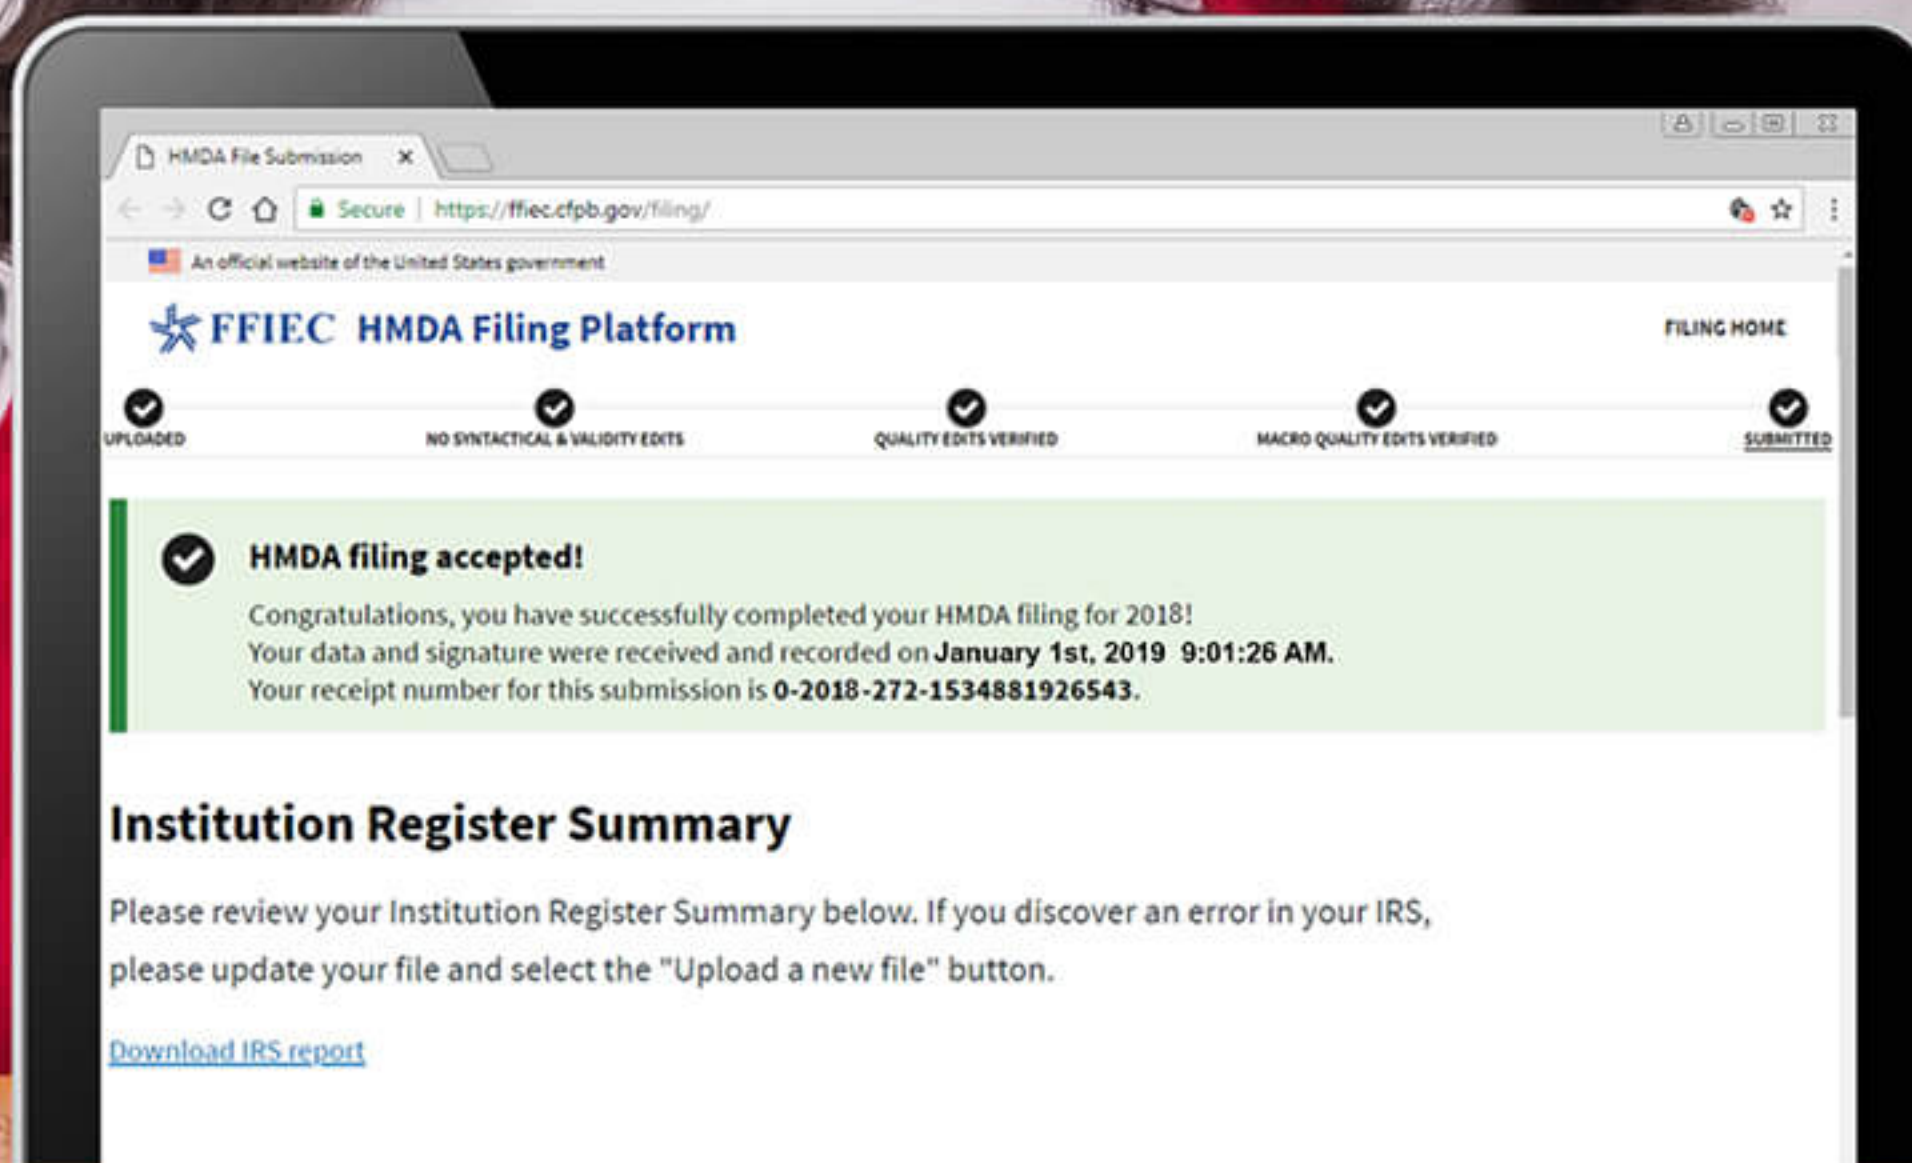 HMDA File Submission
Secure https://ffiec.cfpb.gov/filing/
An official website of the United States government
FFIEC HMDA Filing Platform
FILING HOME
UPLOADED
NO SYNTACTICAL & VALIDITY EDITS
QUALITY EDITS VERIFIED
MACRO QUALITY EDITS VERIFIED
SUBMITTED
HMDA filing accepted!
Congratulations, you have successfully completed your HMDA filing for 2018!
Your data and signature were received and recorded on January 1st, 2019 9:01:26 AM.
Your receipt number for this submission is 0-2018-272-1534881926543.
Institution Register Summary
Please review your Institution Register Summary below. If you discover an error in your IRS,
please update your file and select the "Upload a new file" button.
Download IRS report